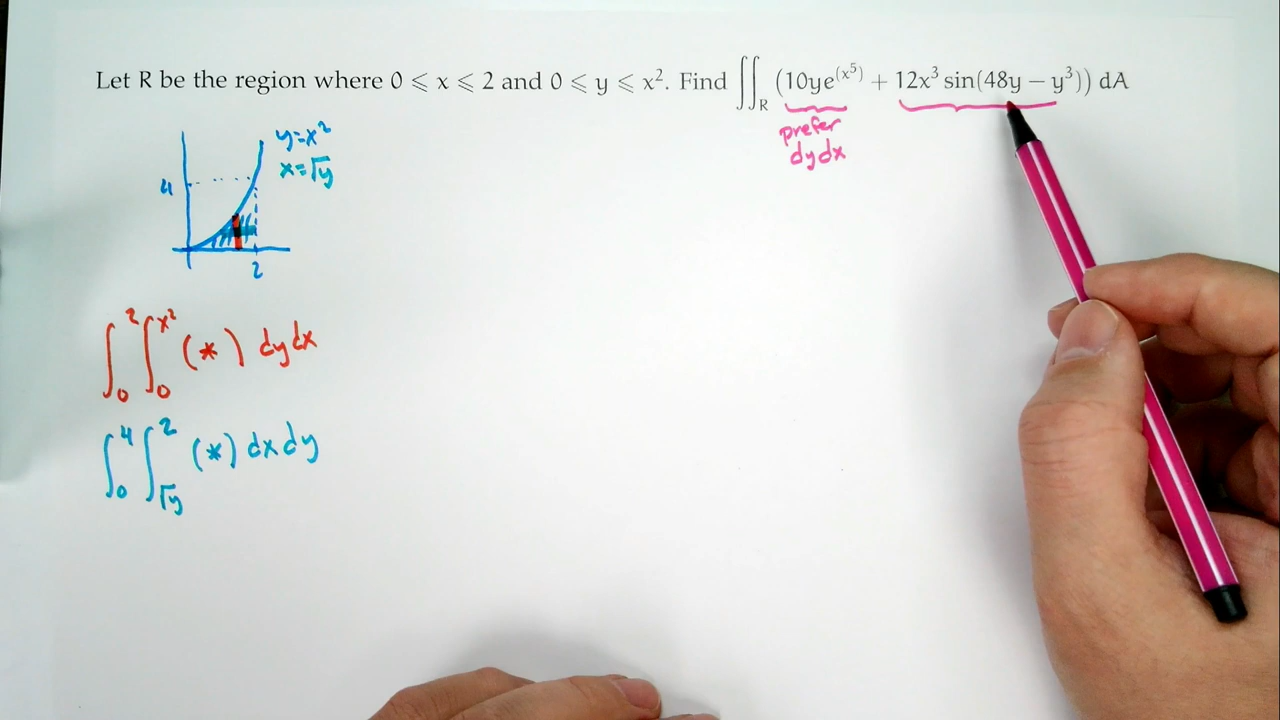 Let R be the region where 0 ⩽ x ⩽ 2 and 0 ⩽ y ⩽ x². Find ∬_R (10ye^(x⁵) + 12x³ sin(48y − y³)) dA
prefer
dydx
y=x²
x=√y
4
2
∫₀² ∫₀^x² (*) dydx
∫₀⁴ ∫_√y² (*) dxdy